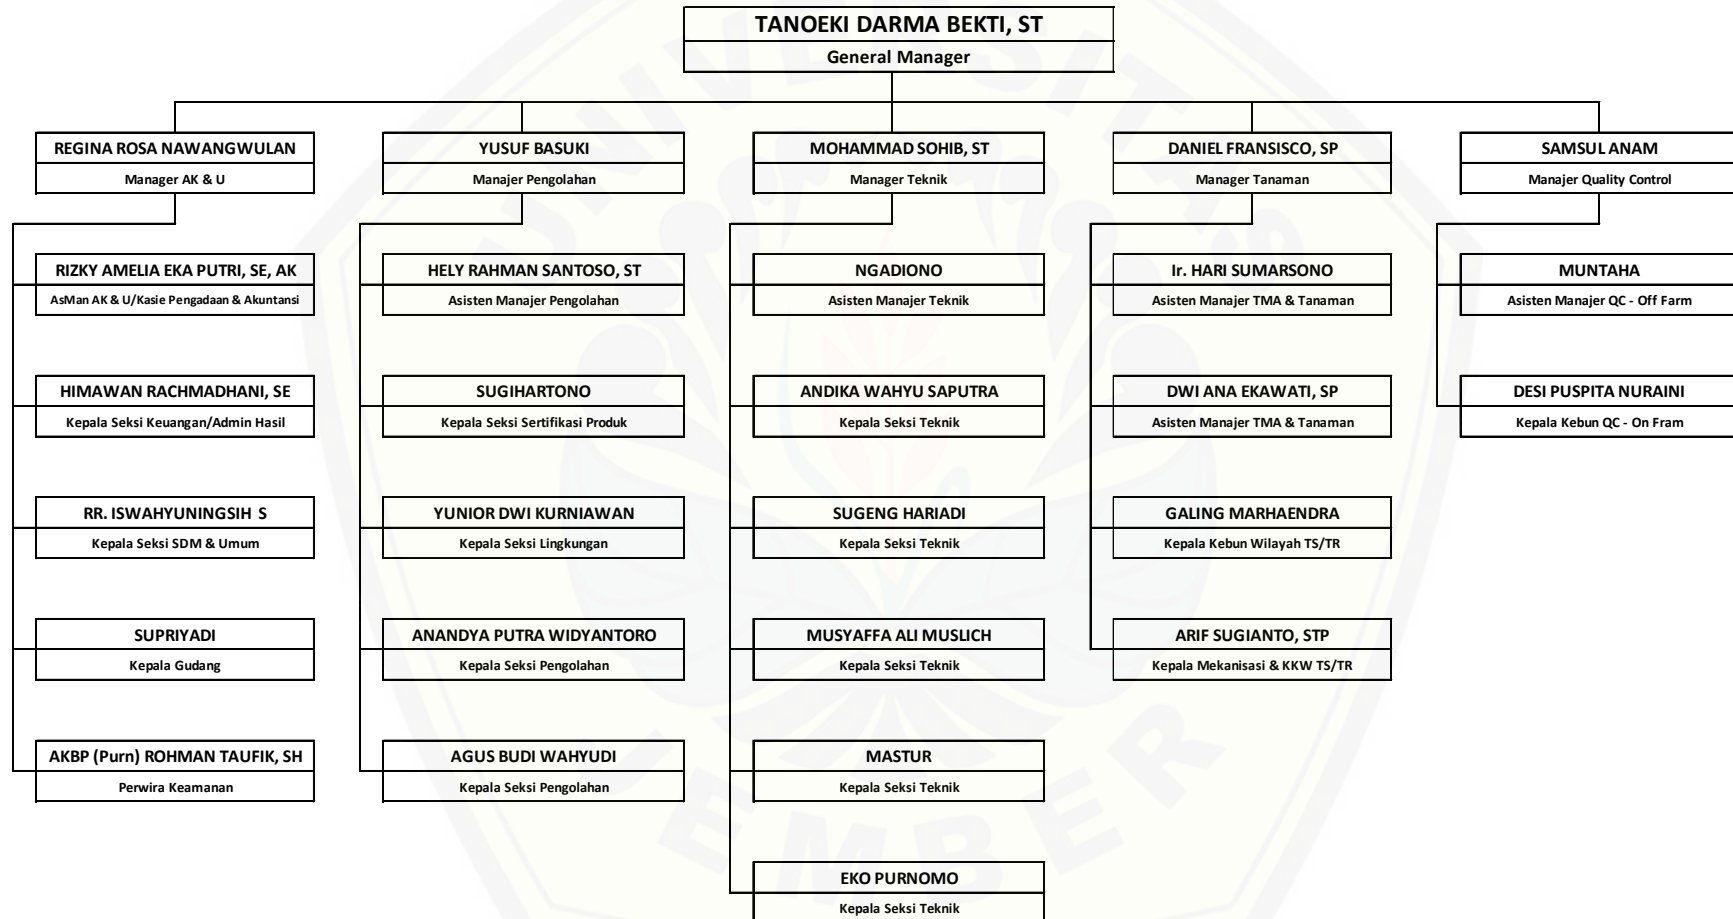 TANOEKI DARMA BEKTI, ST
General Manager
REGINA ROSA NAWANGWULAN
Manager AK & U
YUSUF BASUKI
Manajer Pengolahan
MOHAMMAD SOHIB, ST
Manager Teknik
DANIEL FRANSISCO, SP
Manager Tanaman
SAMSUL ANAM
Manajer Quality Control
RIZKY AMELIA EKA PUTRI, SE, AK
AsMan AK & U/Kasie Pengadaan & Akuntansi
HELY RAHMAN SANTOSO, ST
Asisten Manajer Pengolahan
NGADIONO
Asisten Manajer Teknik
Ir. HARI SUMARSONO
Asisten Manajer TMA & Tanaman
MUNTAHA
Asisten Manajer QC - Off Farm
HIMAWAN RACHMADHANI, SE
Kepala Seksi Keuangan/Admin Hasil
SUGIHARTONO
Kepala Seksi Sertifikasi Produk
ANDIKA WAHYU SAPUTRA
Kepala Seksi Teknik
DWI ANA EKAWATI, SP
Asisten Manajer TMA & Tanaman
DESI PUSPITA NURAINI
Kepala Kebun QC - On Fram
RR. ISWAHYUNINGSIH S
Kepala Seksi SDM & Umum
YUNIOR DWI KURNIAWAN
Kepala Seksi Lingkungan
SUGENG HARIADI
Kepala Seksi Teknik
GALING MARHAENDRA
Kepala Kebun Wilayah TS/TR
SUPRIYADI
Kepala Gudang
ANANDYA PUTRA WIDYANTORO
Kepala Seksi Pengolahan
MUSYAFFA ALI MUSLICH
Kepala Seksi Teknik
ARIF SUGIANTO, STP
Kepala Mekanisasi & KKW TS/TR
AKBP (Purn) ROHMAN TAUFIK, SH
Perwira Keamanan
AGUS BUDI WAHYUDI
Kepala Seksi Pengolahan
MASTUR
Kepala Seksi Teknik
EKO PURNOMO
Kepala Seksi Teknik
UNIVERSITAS
JEMBER